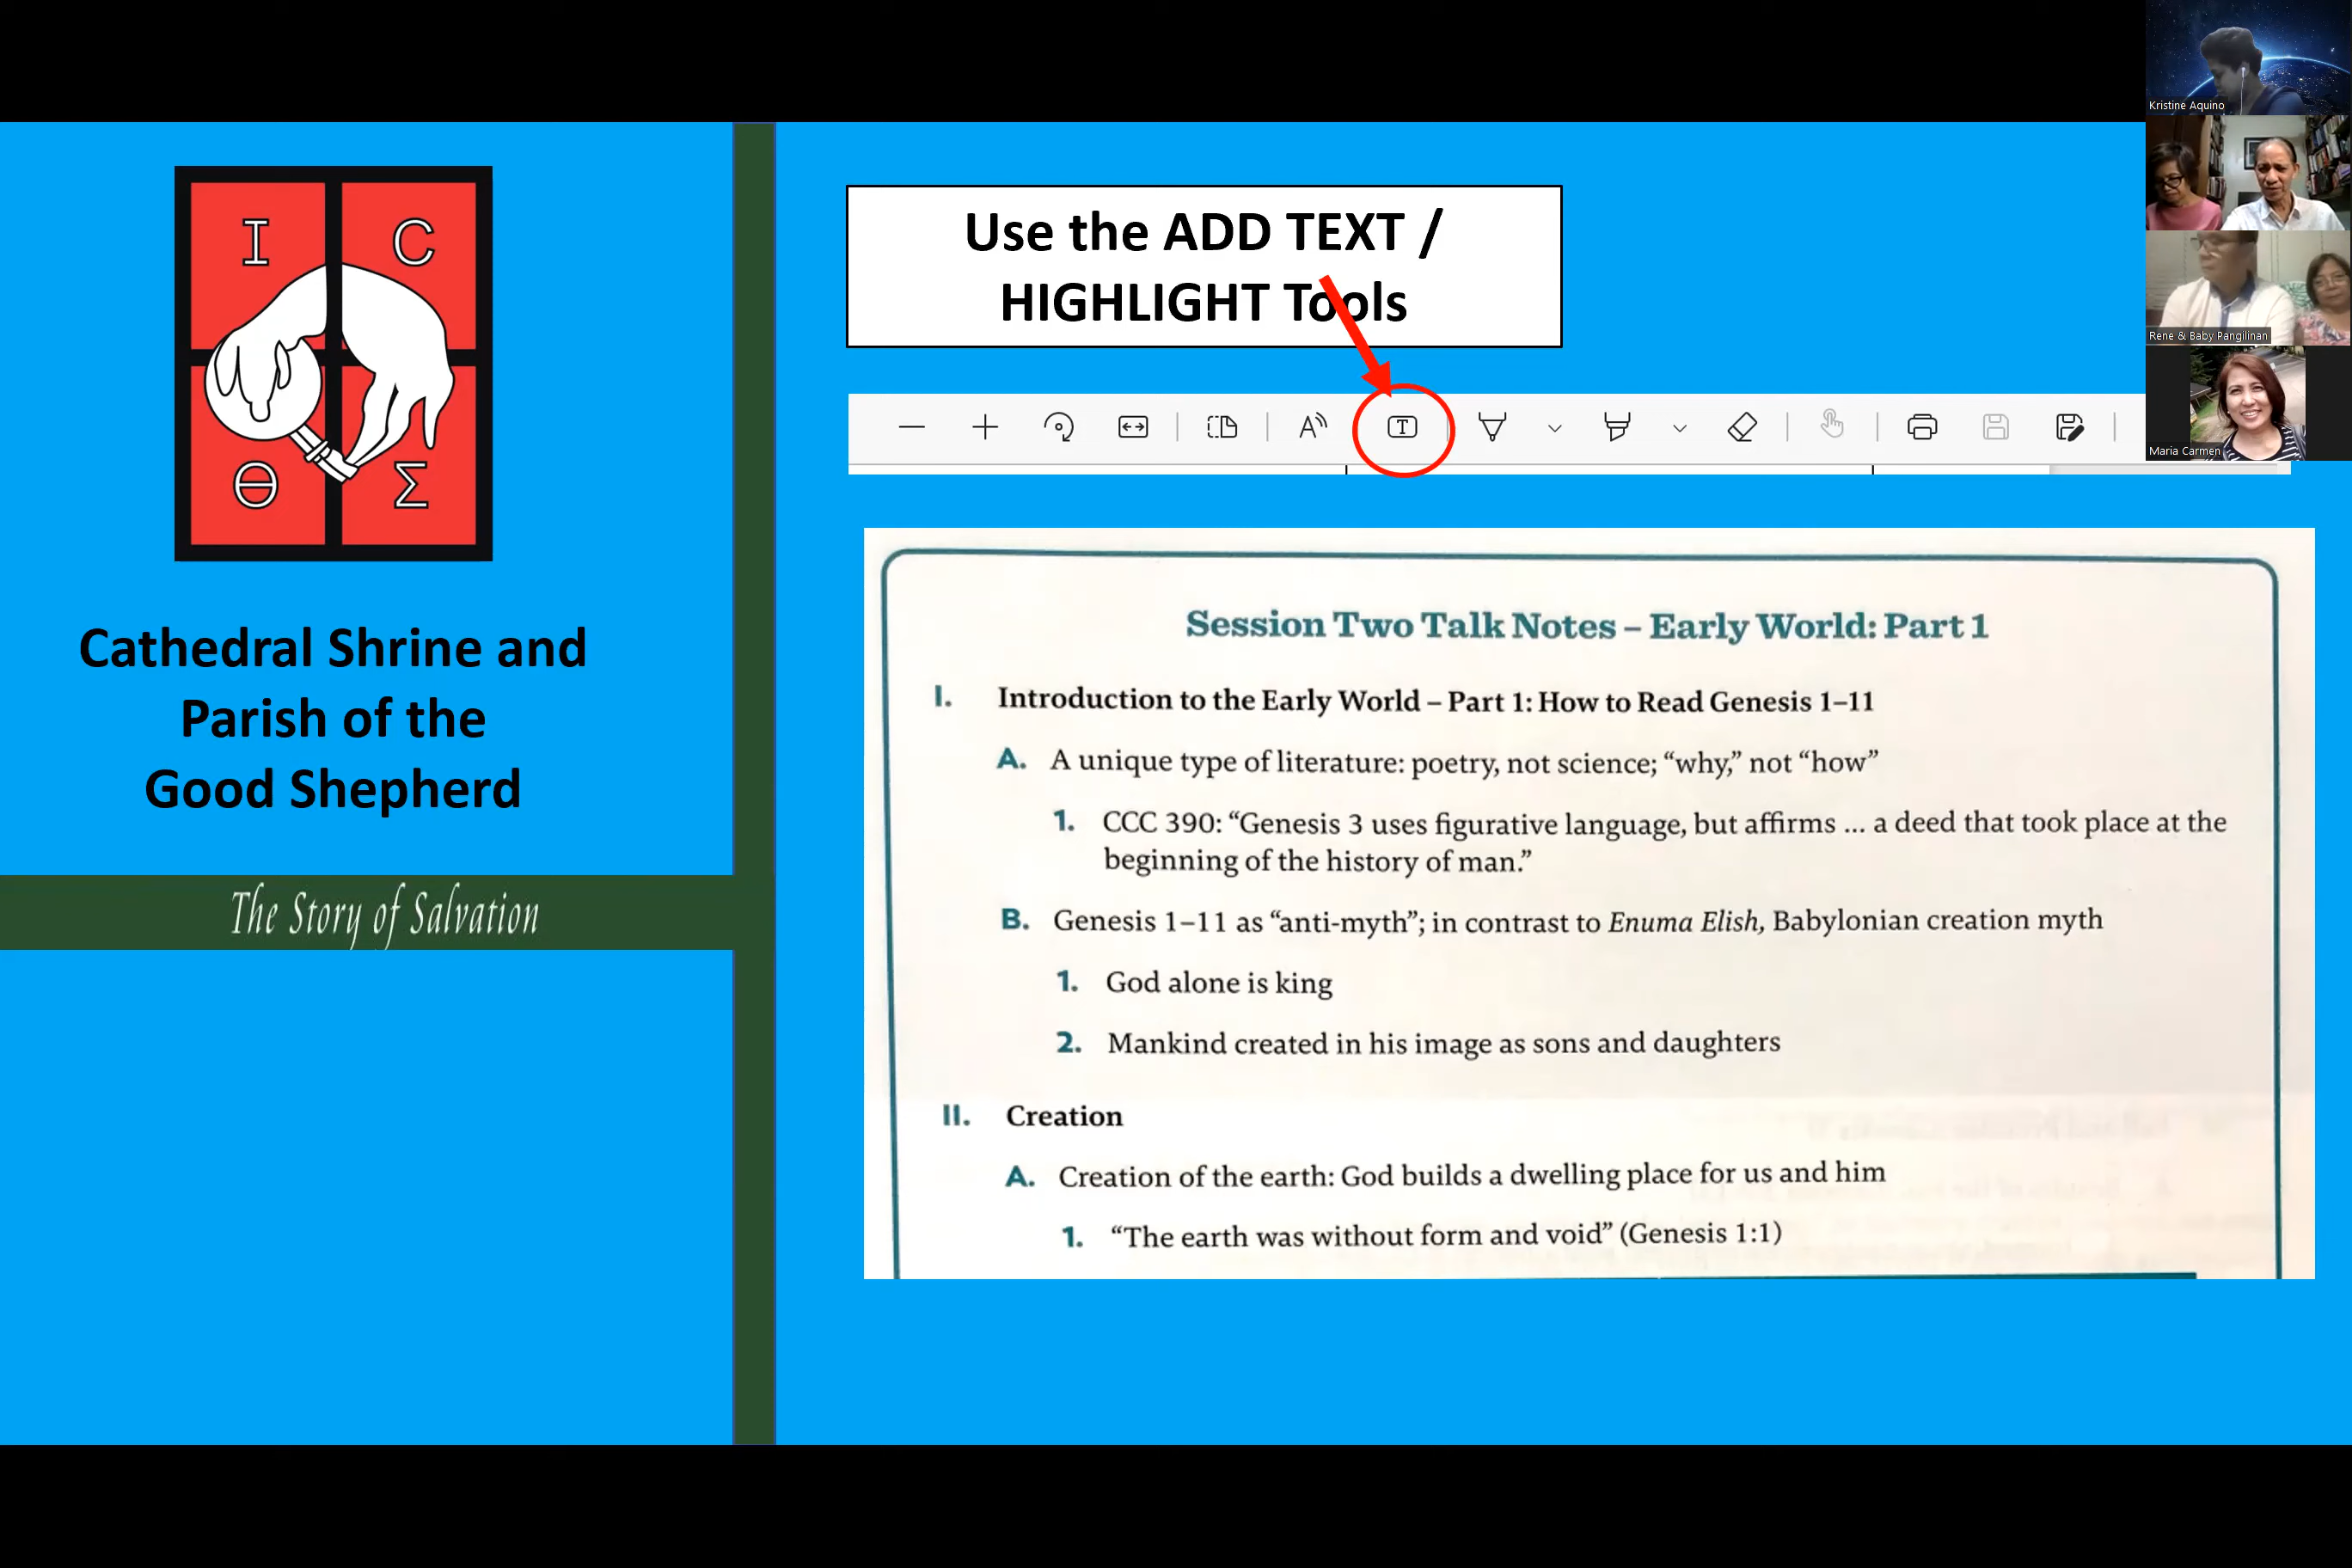 I C
Θ Σ
Cathedral Shrine and
Parish of the
Good Shepherd
The Story of Salvation
Use the ADD TEXT /
HIGHLIGHT Tools
A
T
Session Two Talk Notes – Early World: Part 1
I. Introduction to the Early World – Part 1: How to Read Genesis 1–11
A. A unique type of literature: poetry, not science; “why,” not “how”
1. CCC 390: “Genesis 3 uses figurative language, but affirms ... a deed that took place at the
beginning of the history of man.”
B. Genesis 1–11 as “anti-myth”; in contrast to Enuma Elish, Babylonian creation myth
1. God alone is king
2. Mankind created in his image as sons and daughters
II. Creation
A. Creation of the earth: God builds a dwelling place for us and him
1. “The earth was without form and void” (Genesis 1:1)
Kristine Aquino
Rene & Baby Pangilinan
Maria Carmen